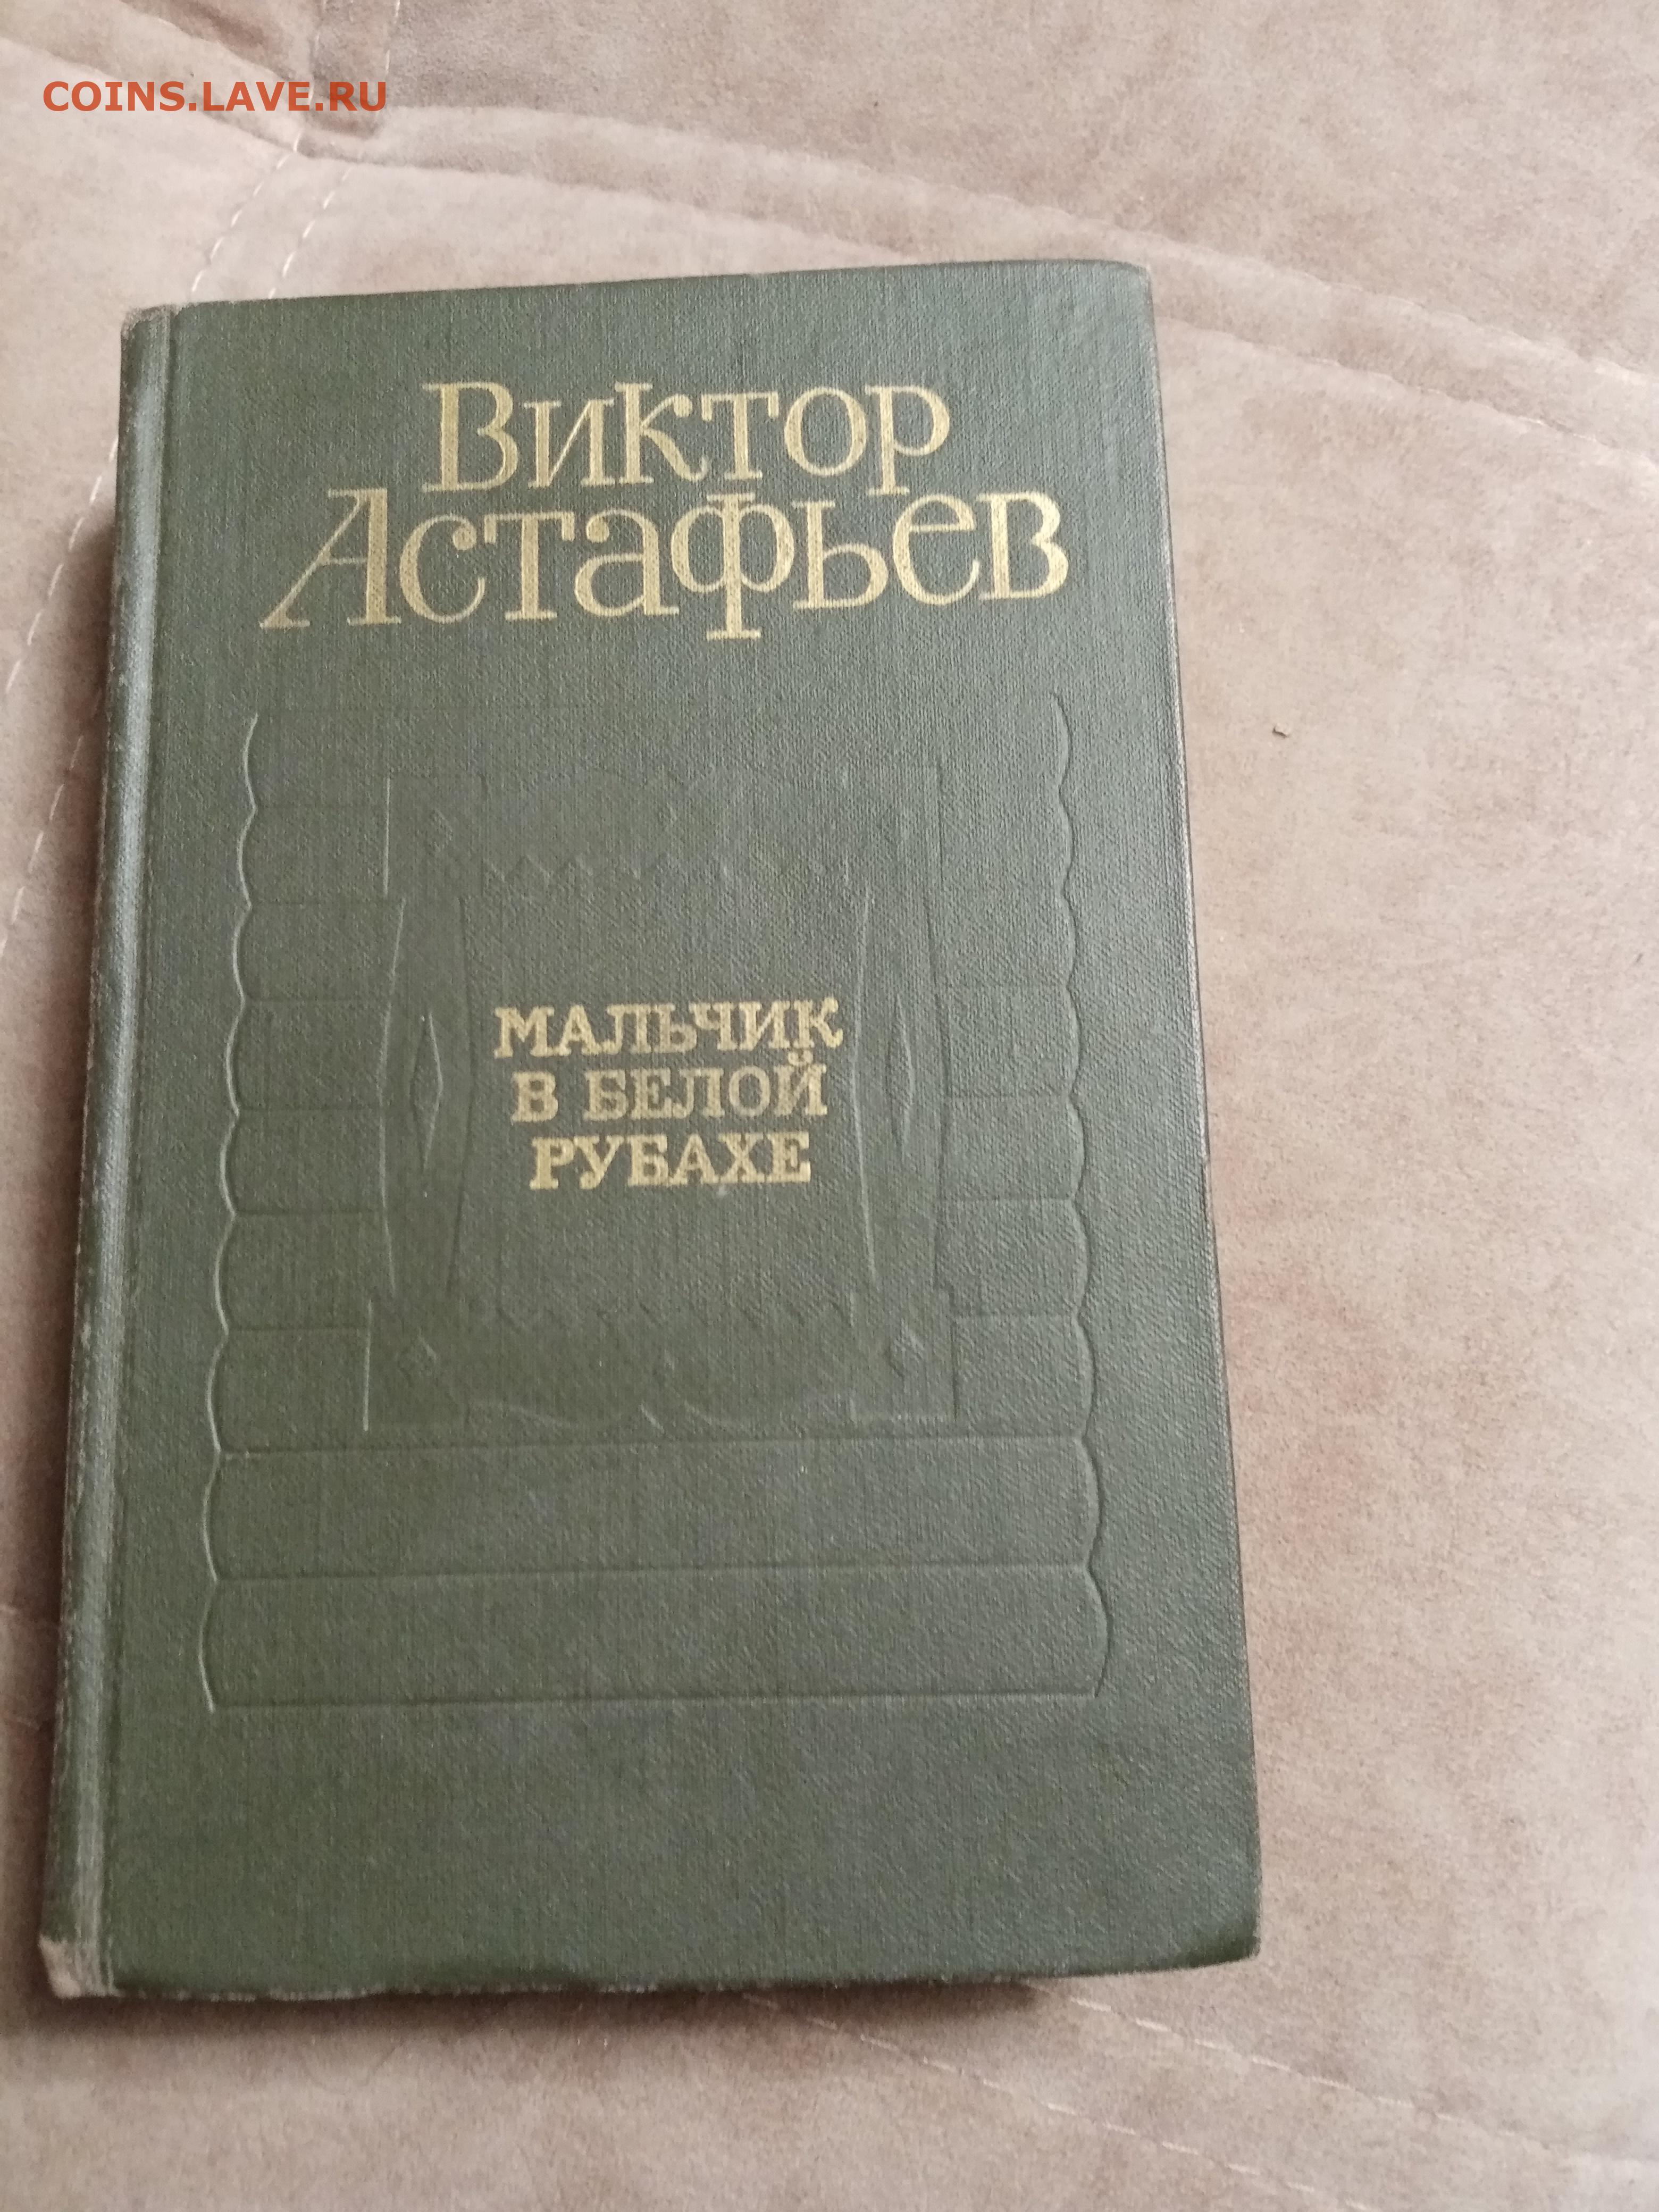 COINS.LAVE.RU
Виктор
Астафьев
МАЛЬЧИК
В БЕЛОЙ
РУБАХЕ